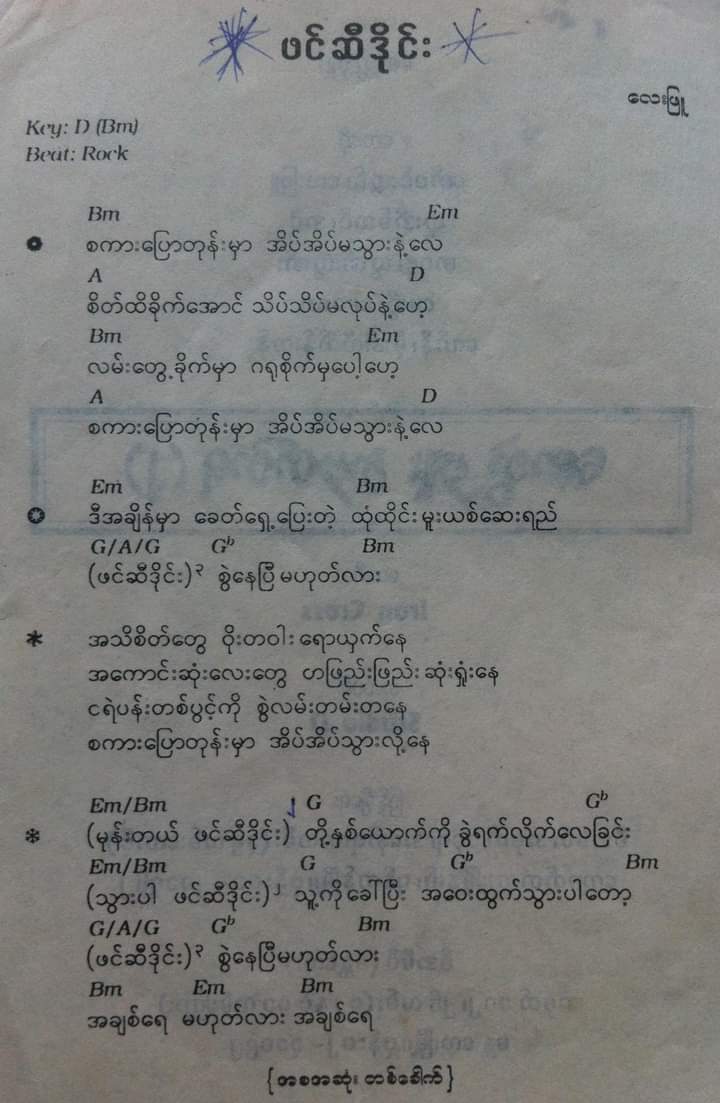 ဖင်ဆီဒိုင်း
လေးဖြူ
Key: D (Bm)
Beat: Rock
Bm Em
စကားပြောတုန်းမှာ အိပ်အိပ်မသွားနဲ့လေ
A D
စိတ်ထိခိုက်အောင် သိပ်သိပ်မလုပ်နဲ့ဟေ့
Bm Em
လမ်းတွေ့ခိုက်မှာ ဂရုစိုက်မှပေါ့ဟေ့
A D
စကားပြောတုန်းမှာ အိပ်အိပ်မသွားနဲ့လေ
Em Bm
ဒီအချိန်မှာ ခေတ်ရှေ့ပြေးတဲ့ ထုံထိုင်းမူးယစ်ဆေးရည်
G/A/G Gb Bm
(ဖင်ဆီဒိုင်း)၃ စွဲနေပြီမဟုတ်လား
* အသိစိတ်တွေ ဝိုးတဝါးရောယှက်နေ
အကောင်းဆုံးလေးတွေ တဖြည်းဖြည်းဆုံးရှုံးနေ
ငရဲပန်းတစ်ပွင့်ကို စွဲလမ်းတမ်းတနေ
စကားပြောတုန်းမှာ အိပ်အိပ်သွားလို့နေ
Em/Bm G Gb
* (မုန်းတယ် ဖင်ဆီဒိုင်း)၂ တို့နှစ်ယောက်ကို ခွဲရက်လိုက်လေခြင်း
Em/Bm G Gb Bm
(သွားပါ ဖင်ဆီဒိုင်း)၂ သူ့ကိုခေါ်ပြီး အဝေးထွက်သွားပါတော့
G/A/G Gb Bm
(ဖင်ဆီဒိုင်း)၃ စွဲနေပြီမဟုတ်လား
Bm Em Bm
အချစ်ရေ မဟုတ်လား အချစ်ရေ
{အစအဆုံး တစ်ခေါက်}